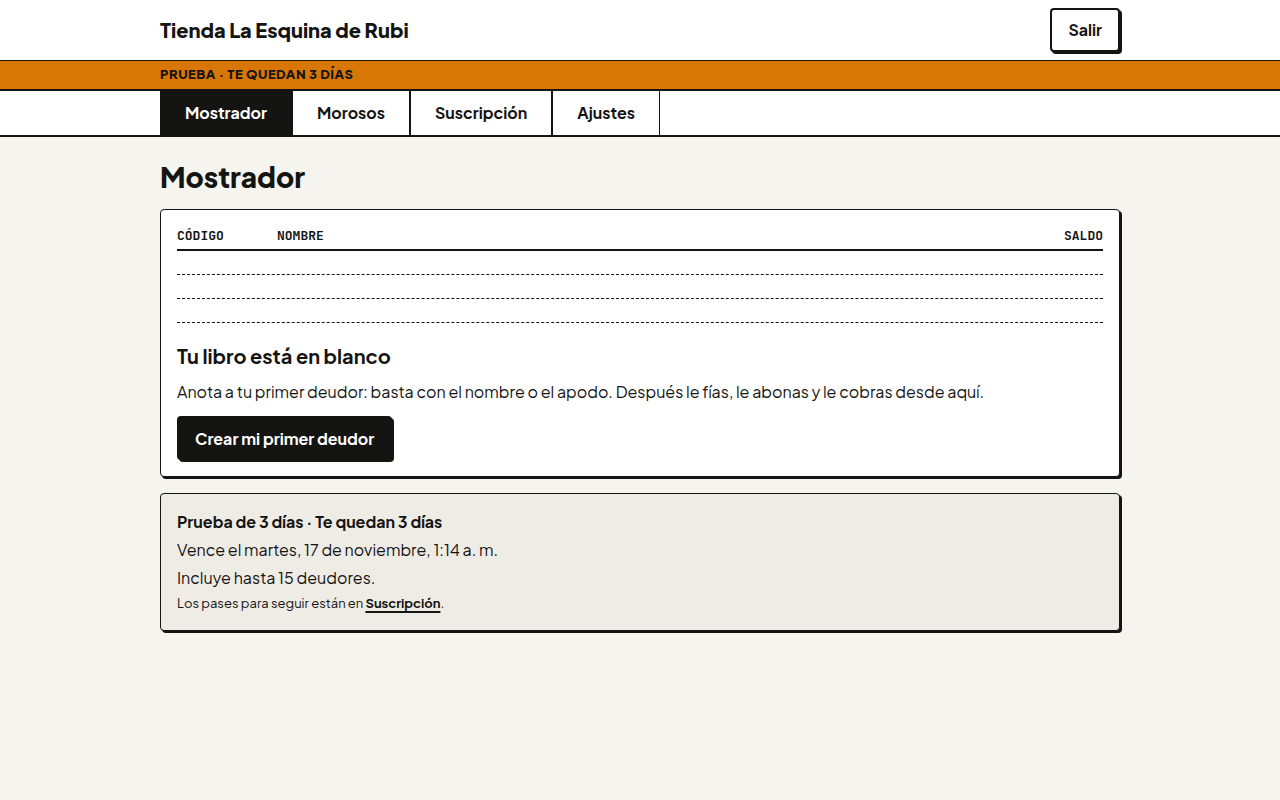 Tienda La Esquina de Rubi
Salir
PRUEBA · TE QUEDAN 3 DÍAS
Mostrador
Morosos
Suscripción
Ajustes
Mostrador
CÓDIGO NOMBRE SALDO
Tu libro está en blanco
Anota a tu primer deudor: basta con el nombre o el apodo. Después le fías, le abonas y le cobras desde aquí.
Crear mi primer deudor
Prueba de 3 días · Te quedan 3 días
Vence el martes, 17 de noviembre, 1:14 a. m.
Incluye hasta 15 deudores.
Los pases para seguir están en Suscripción.